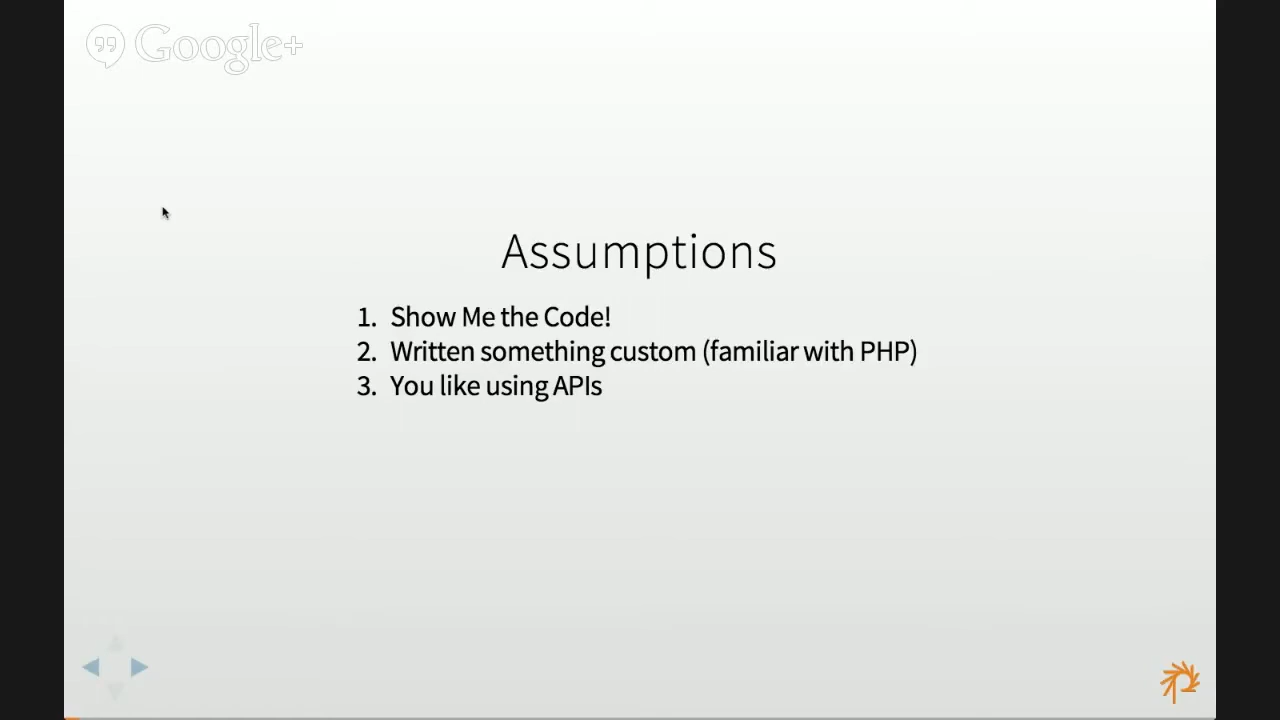 Google+
Assumptions
1. Show Me the Code!
2. Written something custom (familiar with PHP)
3. You like using APIs